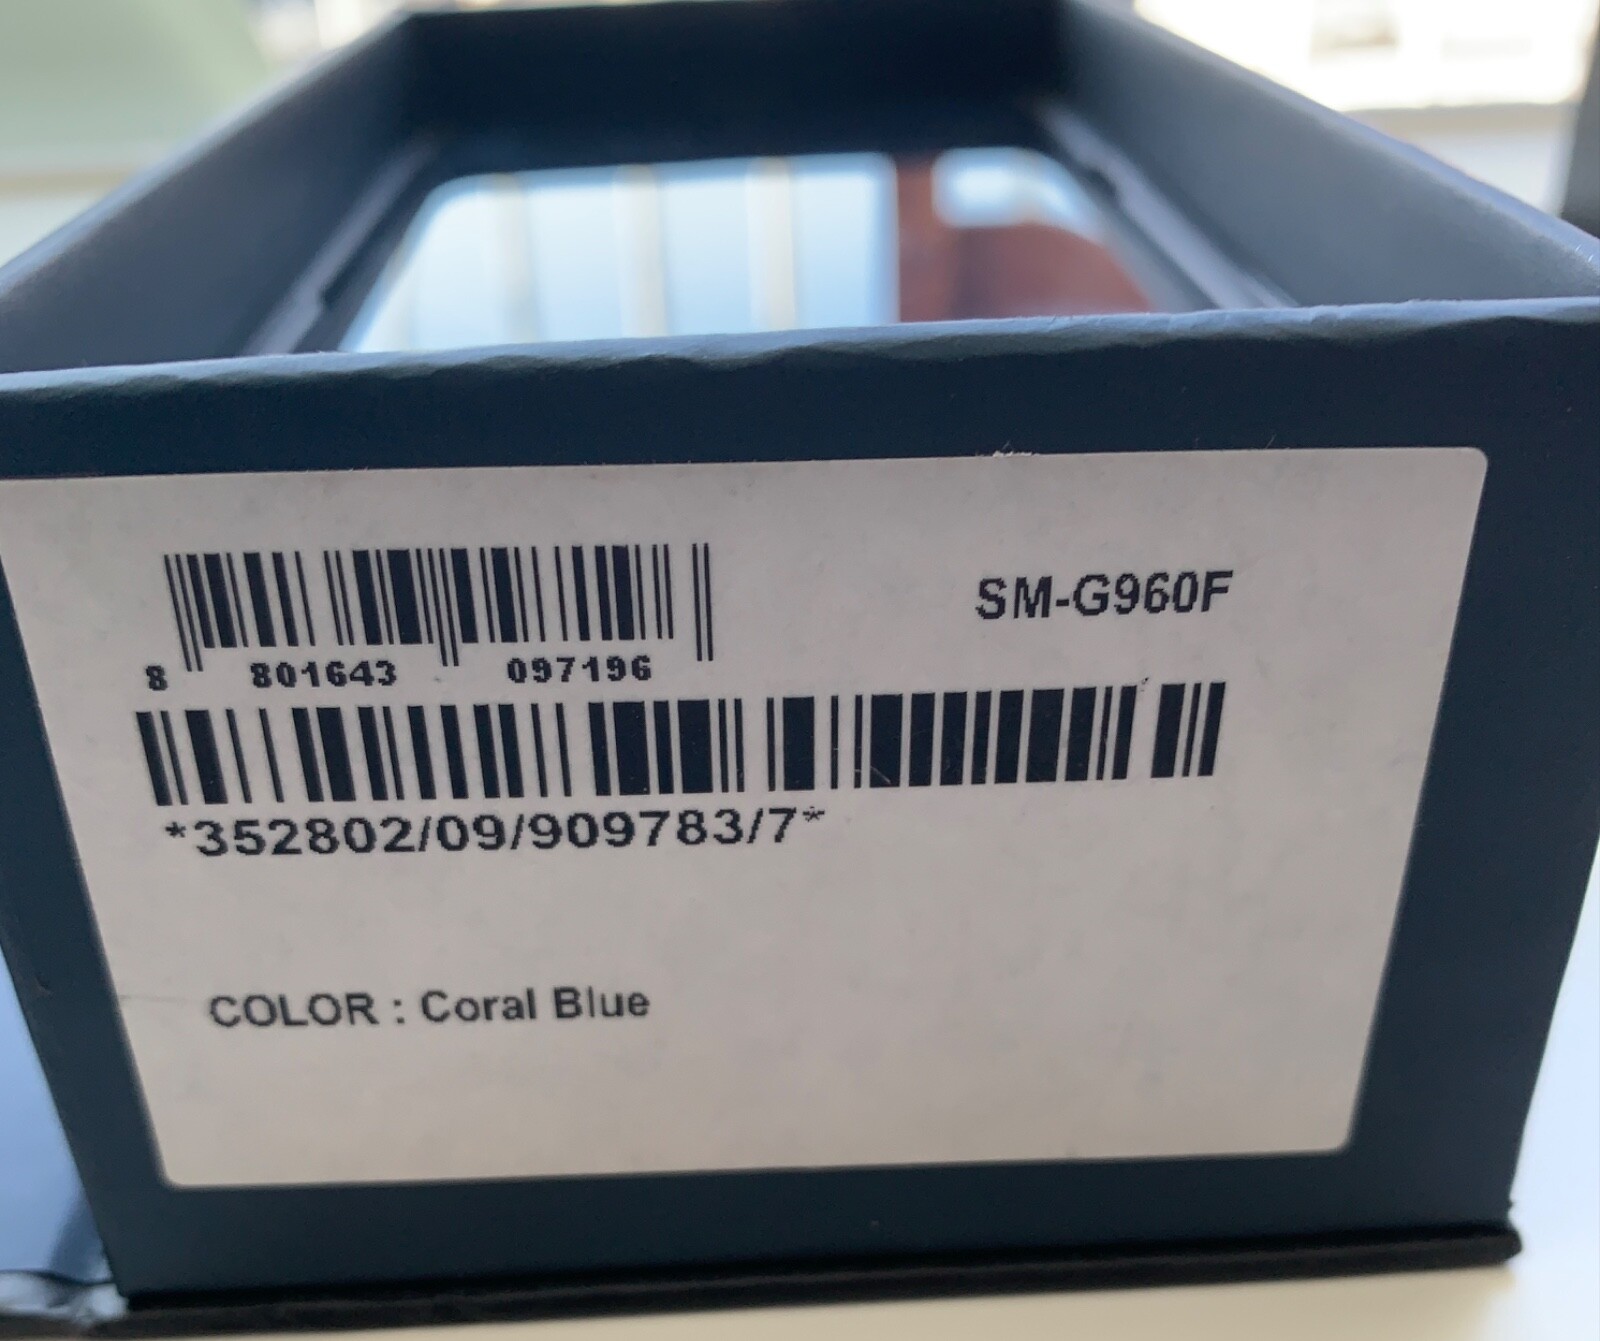 SM-G960F
8 801643 097196
*352802/09/909783/7*
COLOR : Coral Blue